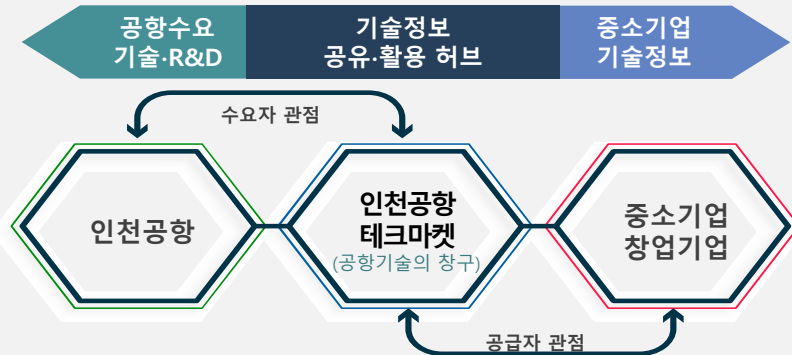 공항수요
기술·R&D
기술정보
공유·활용 허브
중소기업
기술정보
수요자 관점
인천공항
인천공항
테크마켓
(공항기술의 창구)
중소기업
창업기업
공급자 관점